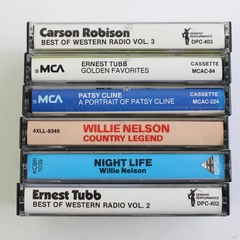 Carson Robison
BEST OF WESTERN RADIO VOL. 3
DPC-403
MCA
ERNEST TUBB
GOLDEN FAVORITES
CASSETTE
MCAC-84
MCA
PATSY CLINE
A PORTRAIT OF PATSY CLINE
CASSETTE
MCAC-224
4XLL-8349
WILLIE NELSON
COUNTRY LEGEND
KCBR
1039
NIGHT LIFE
Willie Nelson
Ernest Tubb
BEST OF WESTERN RADIO VOL. 2
DPC-402